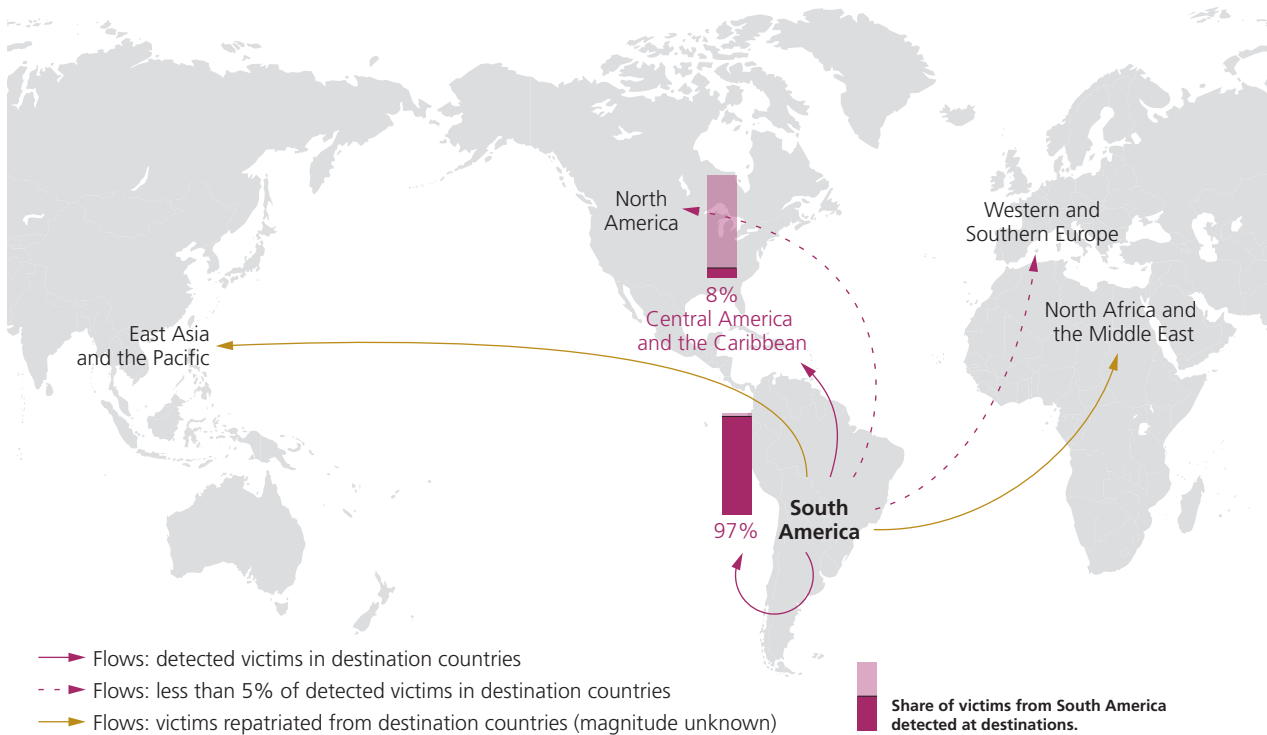 North
America
Western and
Southern Europe
8%
Central America
and the Caribbean
North Africa and
the Middle East
East Asia
and the Pacific
South
America
97%
Flows: detected victims in destination countries
Flows: less than 5% of detected victims in destination countries
Flows: victims repatriated from destination countries (magnitude unknown)
Share of victims from South America
detected at destinations.